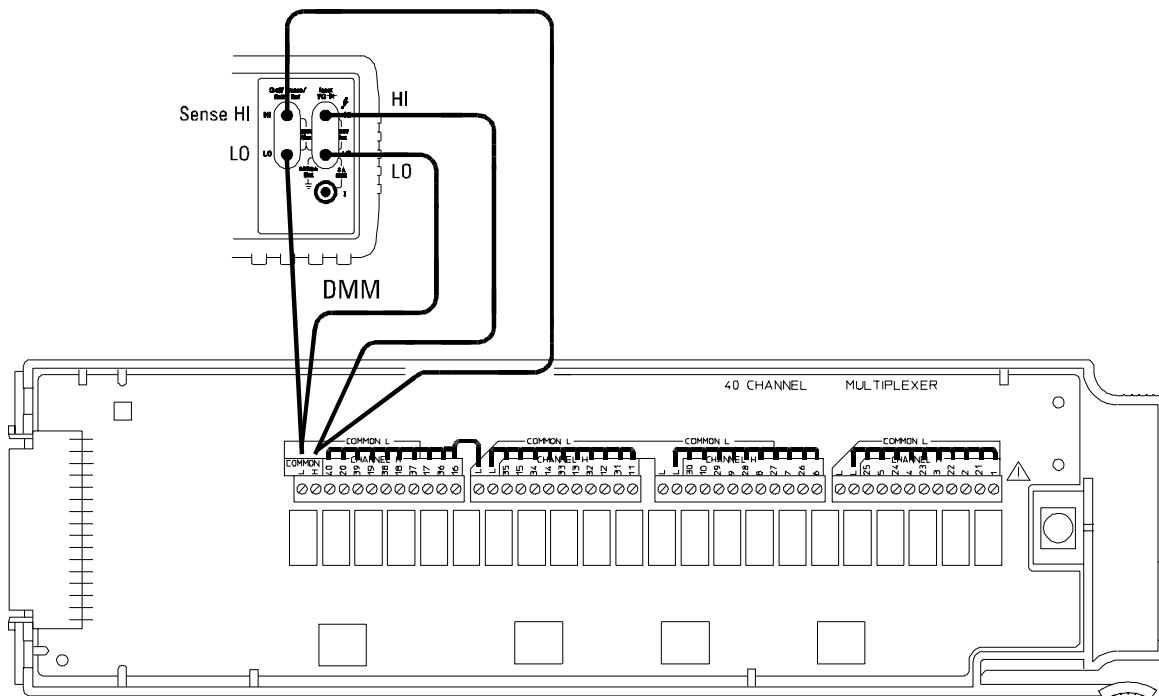 Sense HI
LO
HI
LO
HI
LO
I
DMM
40 CHANNEL MULTIPLEXER
COMMON L
COMMON L
COMMON L
COMMON L
CHANNEL H
CHANNEL H
CHANNEL H
CHANNEL H
COMMON
L H 40 20 39 19 38 18 37 17 36 16
L L 35 15 34 14 33 13 32 12 31 11
L L 30 10 29 9 28 8 27 7 26 6
L L 25 5 24 4 23 3 22 2 21 1